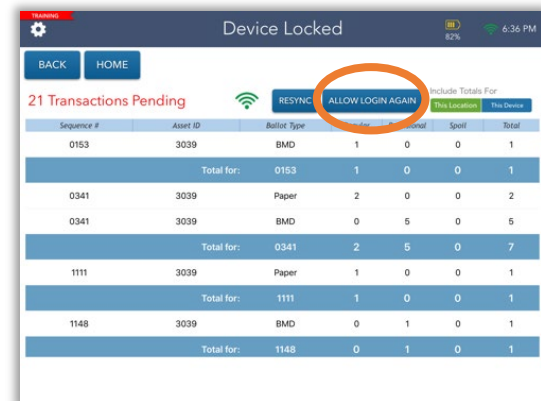 TRAINING
Device Locked
82%
6:36 PM
BACK HOME
21 Transactions Pending
RESYNC
ALLOW LOGIN AGAIN
Include Totals For
This Location This Device
Sequence # Asset ID Ballot Type Spoil Total
0153 3039 BMD 1 0 0 1
Total for: 0153 1 0 0 1
0341 3039 Paper 2 0 0 2
0341 3039 BMD 0 5 0 5
Total for: 0341 2 5 0 7
1111 3039 Paper 1 0 0 1
Total for: 1111 1 0 0 1
1148 3039 BMD 0 1 0 1
Total for: 1148 0 1 0 1